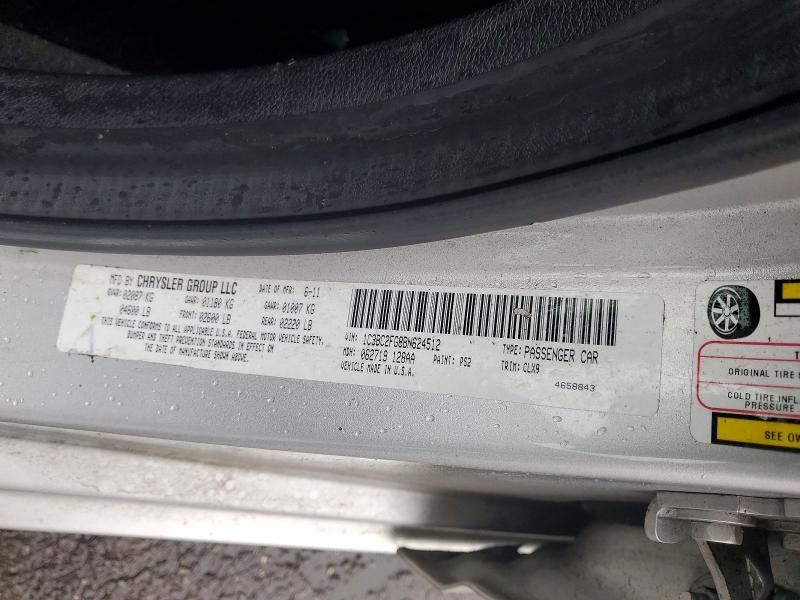 MFD BY CHRYSLER GROUP LLC DATE OF MFR: 6-11
GVWR: 02087 KG GAWR: 01180 KG GAWR: 01007 KG
04600 LB FRONT: 02600 LB REAR: 02220 LB
THIS VEHICLE CONFORMS TO ALL APPLICABLE U.S.A. FEDERAL MOTOR VEHICLE SAFETY,
BUMPER AND THEFT PREVENTION STANDARDS IN EFFECT ON
THE DATE OF MANUFACTURE SHOWN ABOVE.
VIN: 1C3BC2FG8BN624512 TYPE: PASSENGER CAR
MDH: 062719 128AA PAINT: PS2 TRIM: CLX9
VEHICLE MADE IN U.S.A.
4658843
TI
ORIGINAL TIRE S
COLD TIRE INFL
PRESSURE
SEE OW